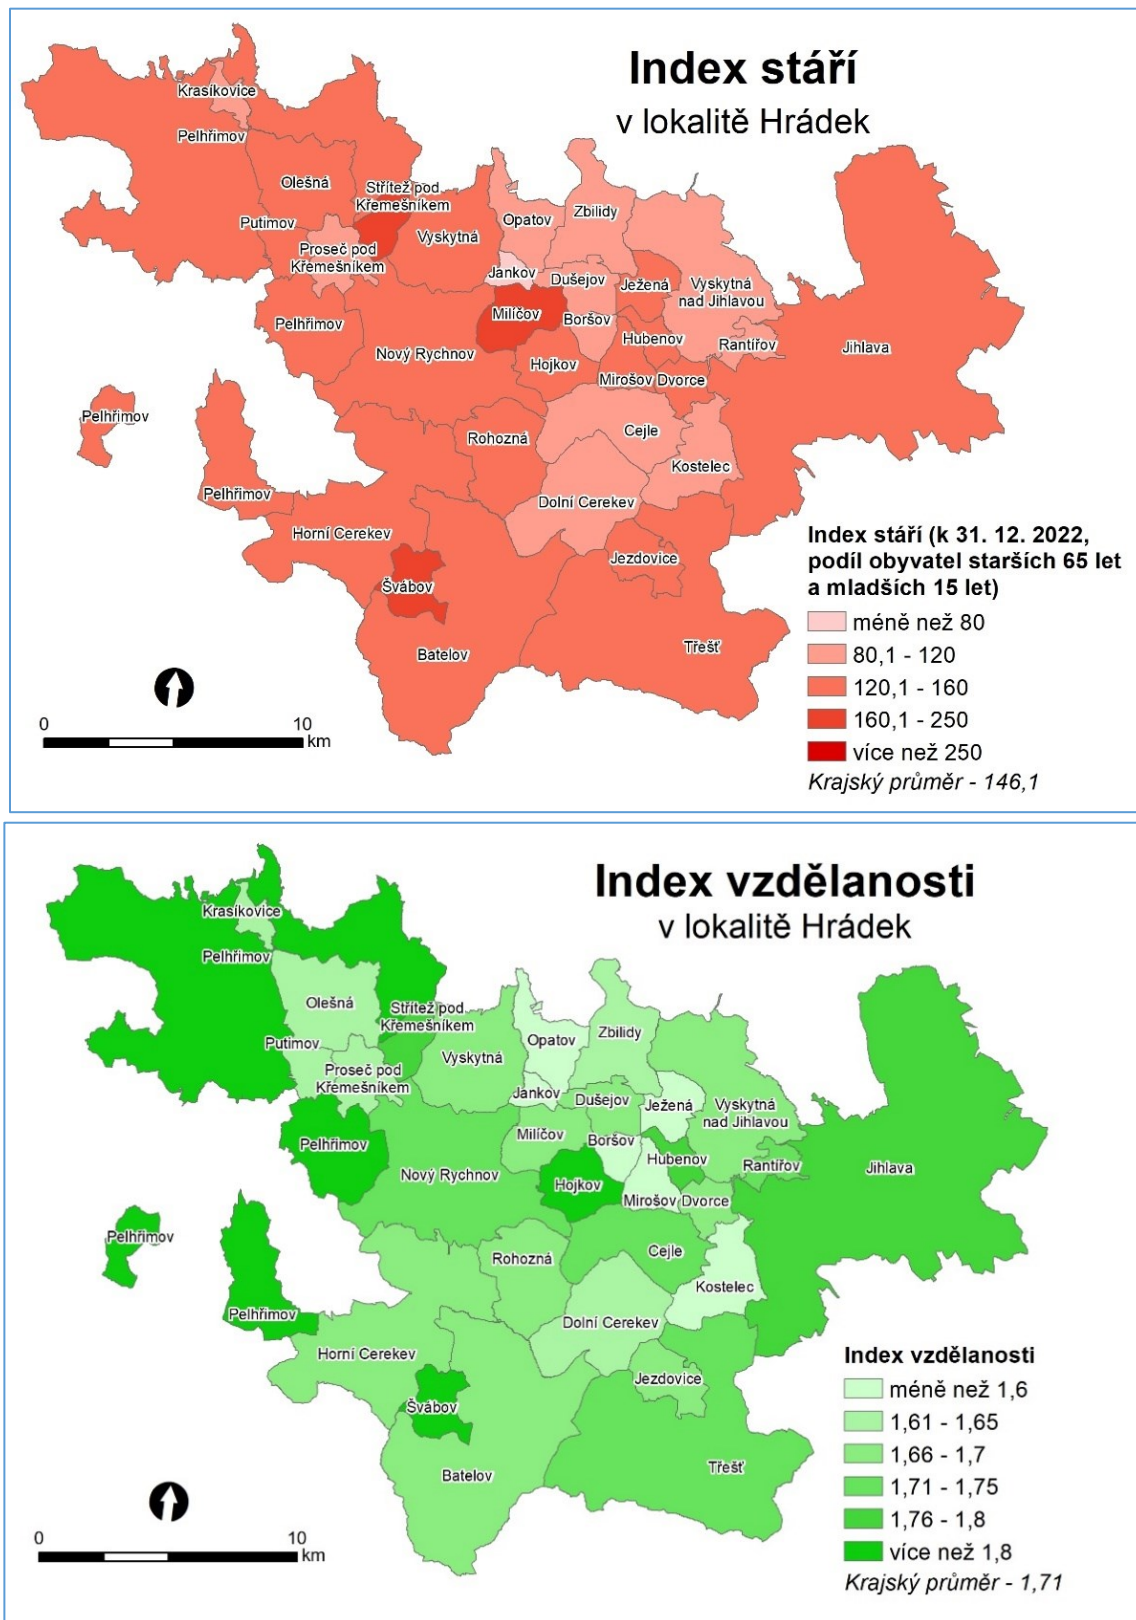 Index stáří
v lokalitě Hrádek
Krasíkovice
Pelhřimov
Olešná
Střítež pod
Křemešníkem
Putimov
Proseč pod
Křemešníkem
Vyskytná
Opatov
Zbilidy
Jankov
Dušejov
Ježená
Vyskytná
nad Jihlavou
Milíčov
Boršov
Pelhřimov
Hubenov
Rantířov
Jihlava
Nový Rychnov
Hojkov
Mirošov
Dvorce
Pelhřimov
Rohozná
Cejle
Kostelec
Pelhřimov
Dolní Cerekev
Horní Cerekev
Jezdovice
Švábov
Batelov
Třešť
Index stáří (k 31. 12. 2022,
podíl obyvatel starších 65 let
a mladších 15 let)
méně než 80
80,1 - 120
120,1 - 160
160,1 - 250
více než 250
Krajský průměr - 146,1
0 10
km
Index vzdělanosti
v lokalitě Hrádek
Krasíkovice
Pelhřimov
Olešná
Střítež pod
Křemešníkem
Putimov
Proseč pod
Křemešníkem
Vyskytná
Opatov
Zbilidy
Jankov
Dušejov
Ježená
Vyskytná
nad Jihlavou
Milíčov
Boršov
Pelhřimov
Hubenov
Rantířov
Jihlava
Nový Rychnov
Hojkov
Mirošov
Dvorce
Pelhřimov
Rohozná
Cejle
Kostelec
Pelhřimov
Dolní Cerekev
Horní Cerekev
Jezdovice
Švábov
Batelov
Třešť
Index vzdělanosti
méně než 1,6
1,61 - 1,65
1,66 - 1,7
1,71 - 1,75
1,76 - 1,8
více než 1,8
Krajský průměr - 1,71
0 10
km